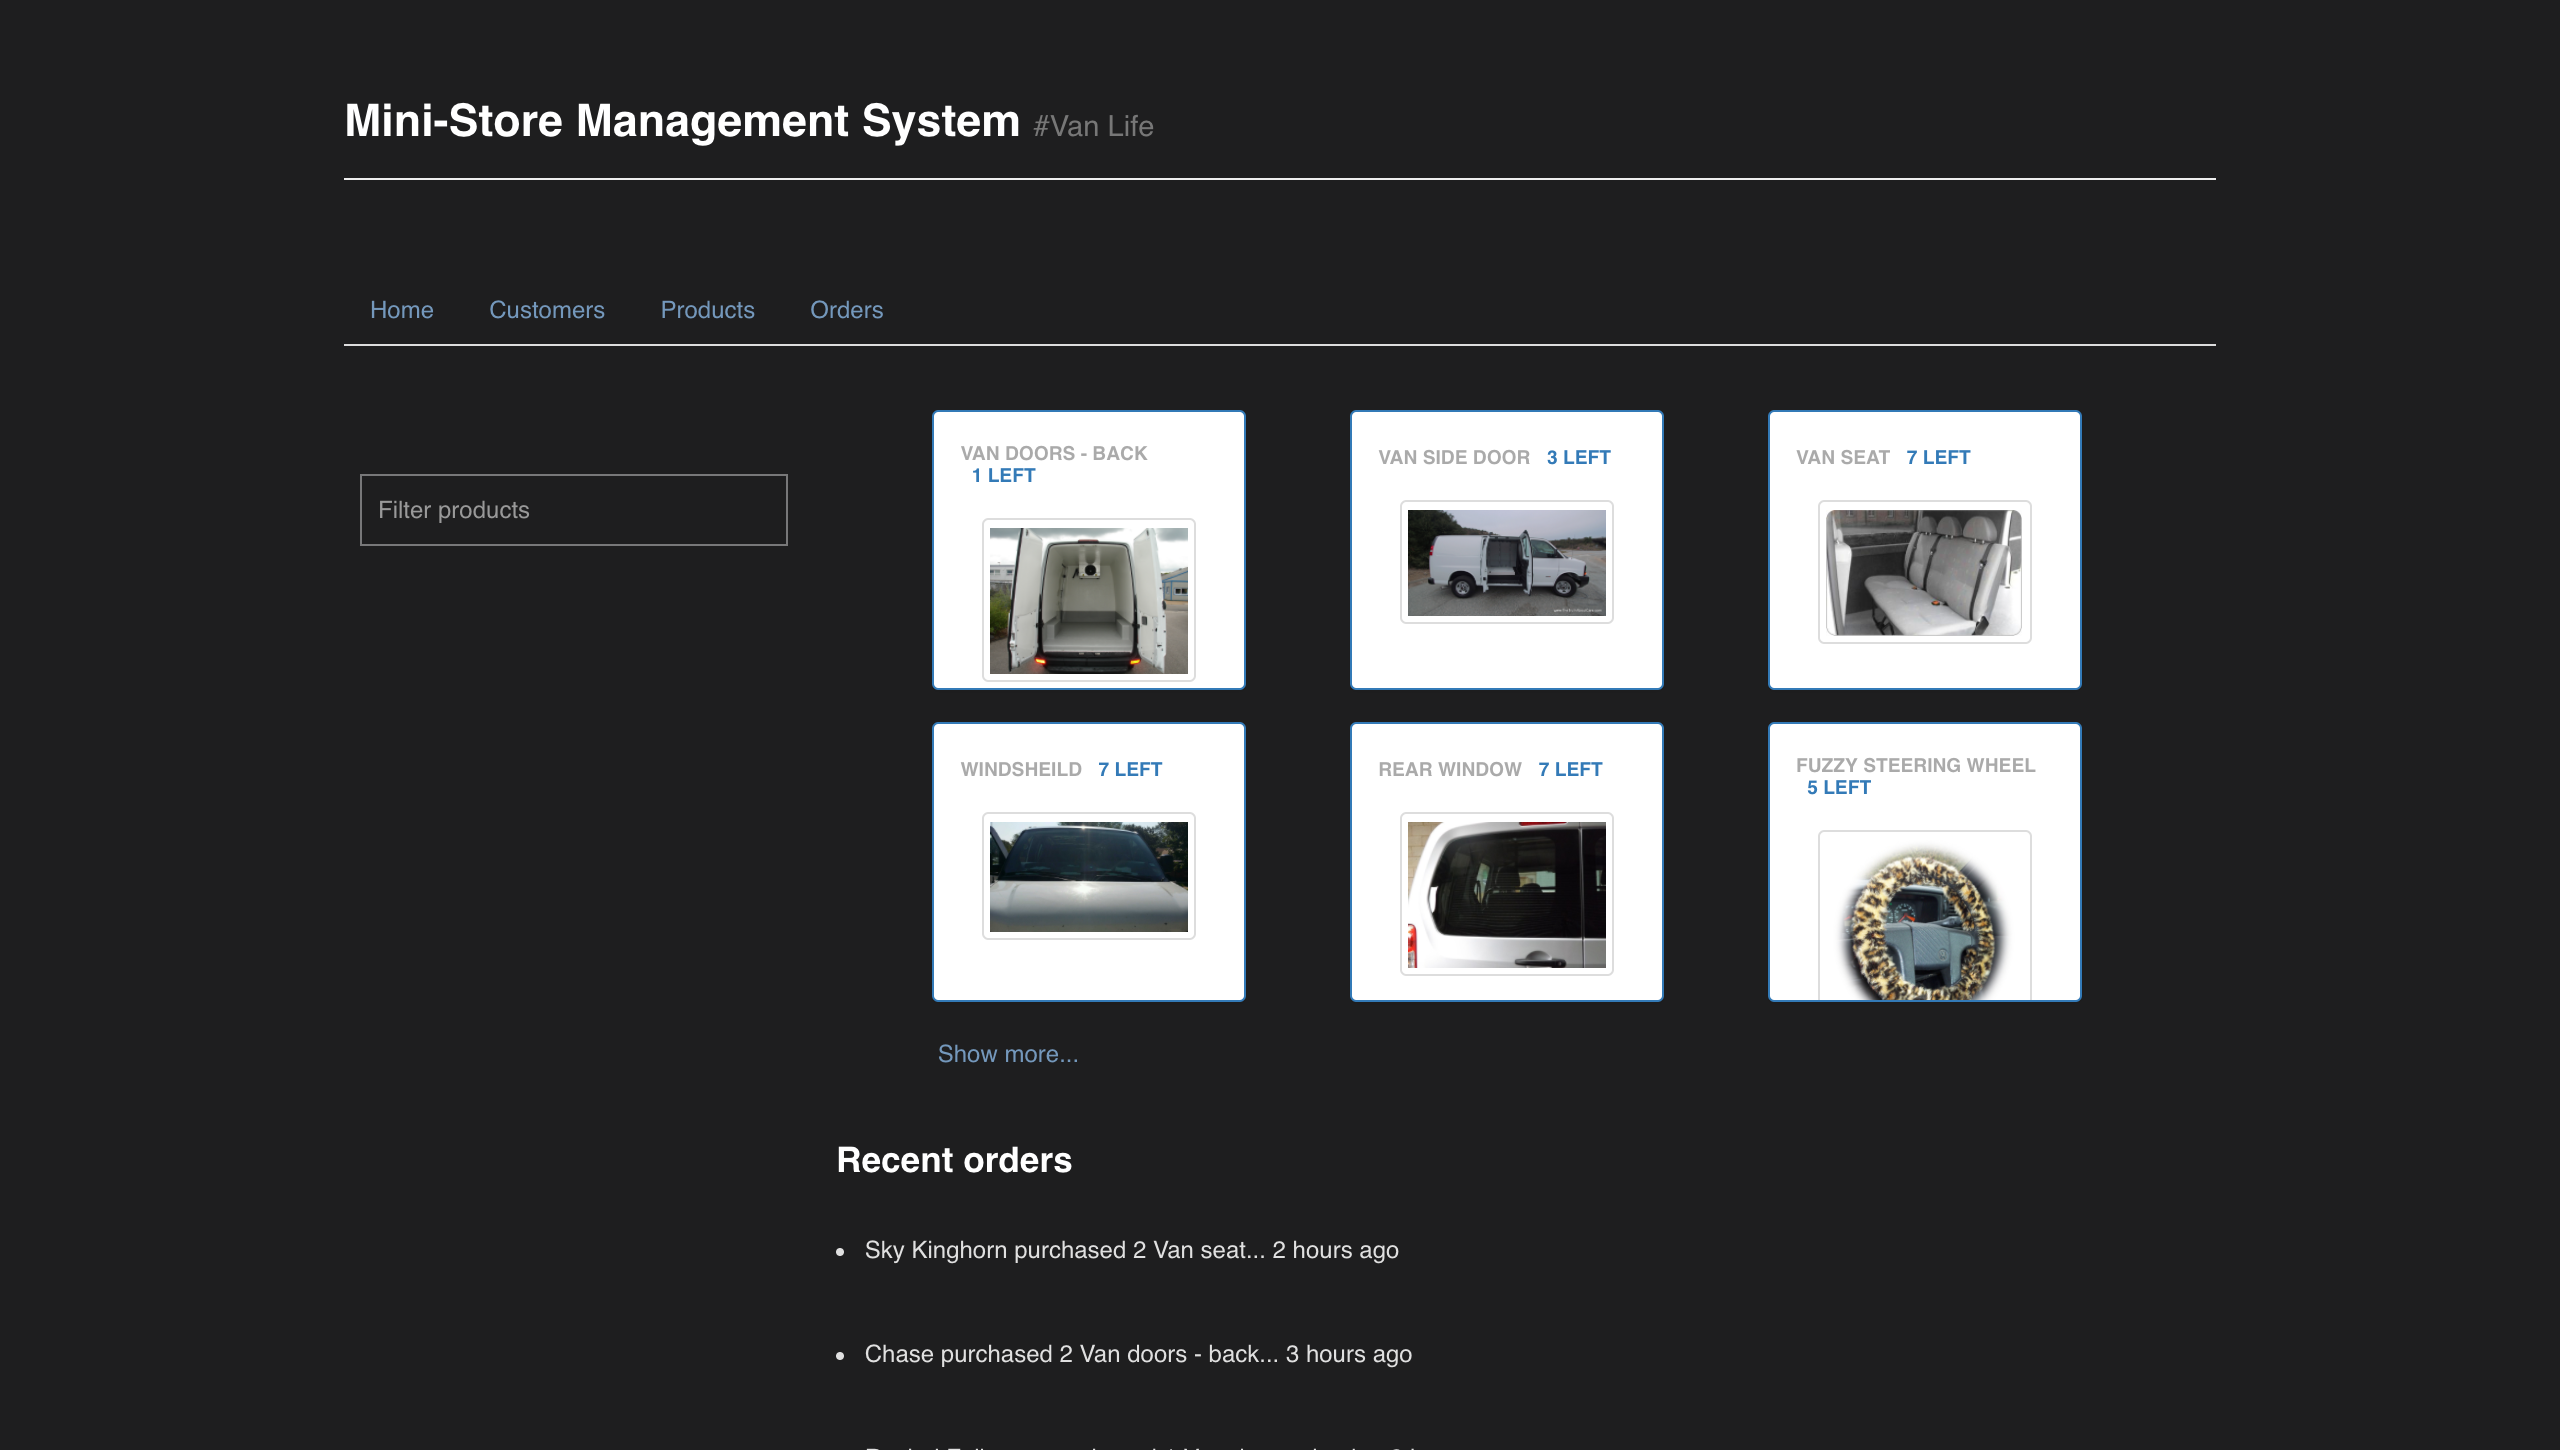 Mini-Store Management System #Van Life
Home Customers Products Orders
Filter products
VAN DOORS - BACK
1 LEFT
VAN SIDE DOOR 3 LEFT
VAN SEAT 7 LEFT
WINDSHEILD 7 LEFT
REAR WINDOW 7 LEFT
FUZZY STEERING WHEEL
5 LEFT
Show more...
Recent orders
Sky Kinghorn purchased 2 Van seat... 2 hours ago
Chase purchased 2 Van doors - back... 3 hours ago